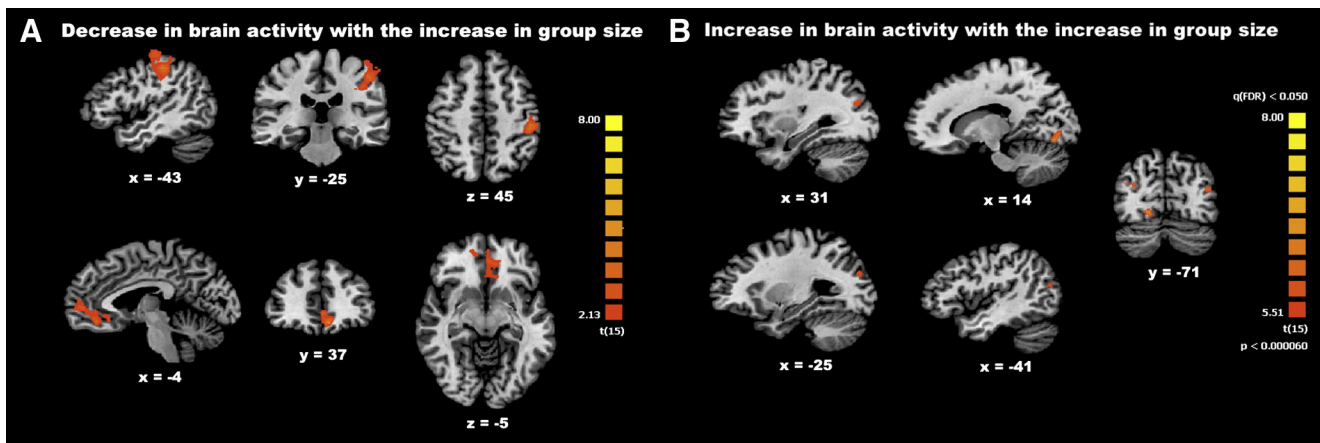 A Decrease in brain activity with the increase in group size
x = -43
y = -25
z = 45
8.00
2.13
t(15)
x = -4
y = 37
z = -5
B Increase in brain activity with the increase in group size
x = 31
x = 14
y = -71
x = -25
x = -41
q(FDR) < 0.050
8.00
5.51
t(15)
p < 0.000060